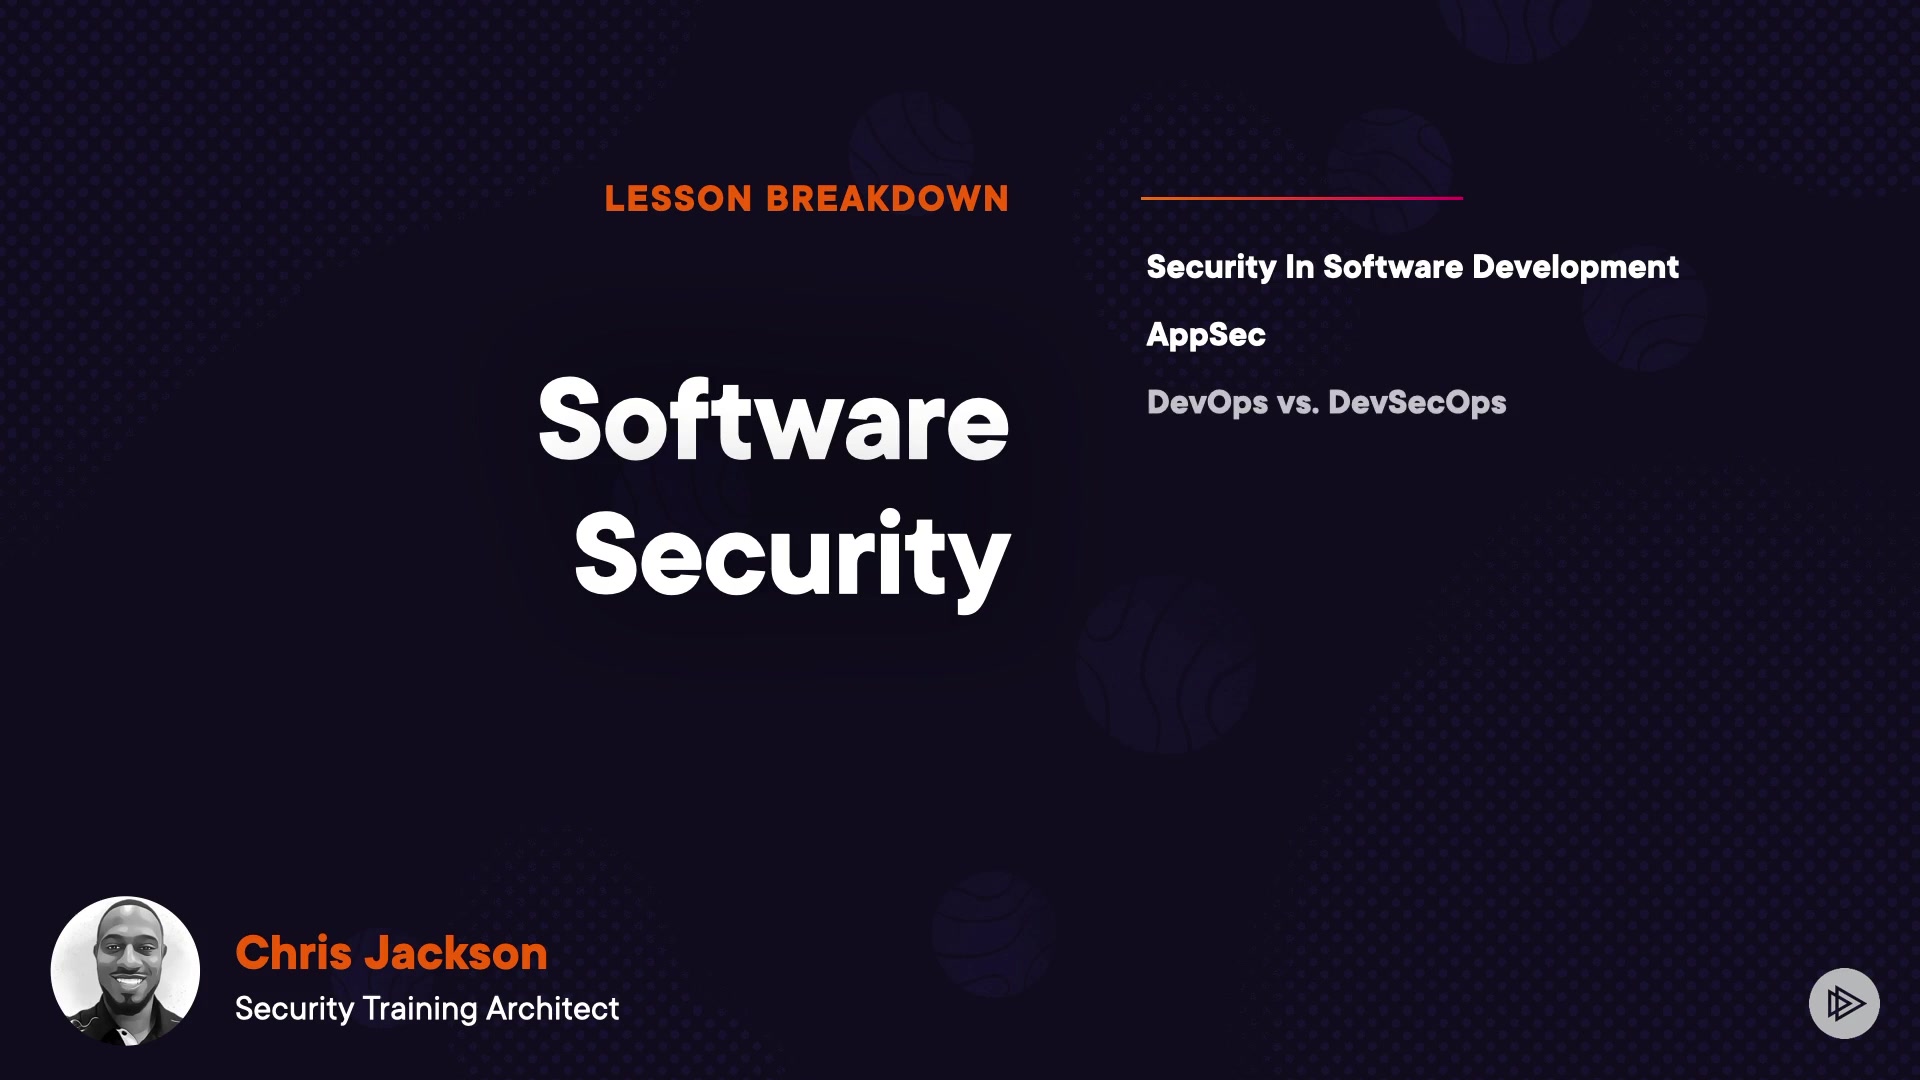 LESSON BREAKDOWN
Software
Security
Security In Software Development
AppSec
DevOps vs. DevSecOps
Chris Jackson
Security Training Architect